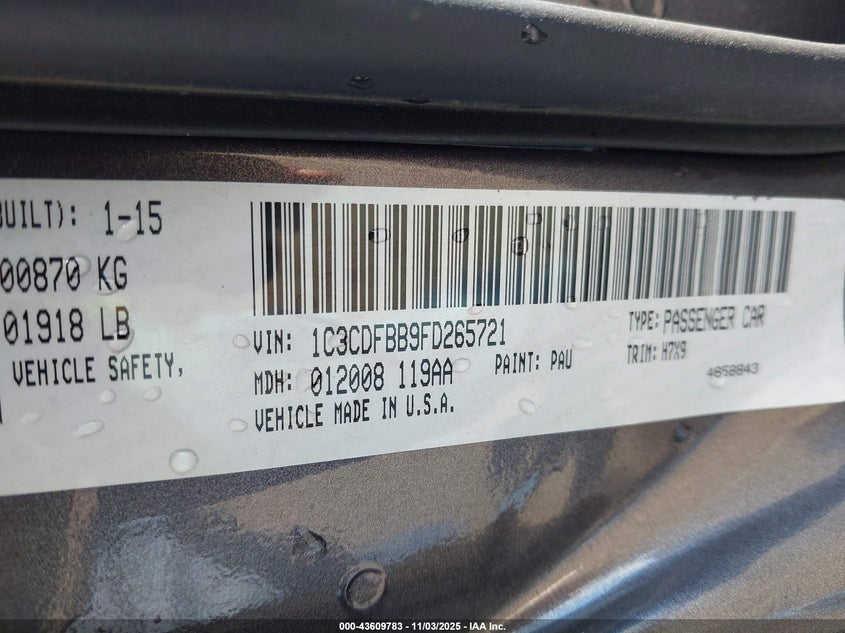 BUILT): 1-15
00870 KG
01918 LB
VEHICLE SAFETY,
VIN: 1C3CDFBB9FD265721
TYPE: PASSENGER CAR
MDH: 012008 119AA
PAINT: PAU
TRIM: H7X9
VEHICLE MADE IN U.S.A.
4658843
000-43609783 - 11/03/2025 - IAA Inc.